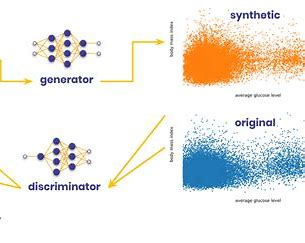 synthetic
body mass index
generator
average glucose level
original
body mass index
discriminator
average glucose level